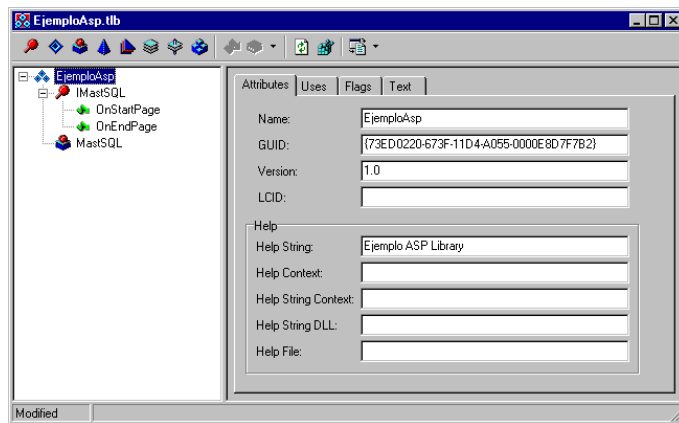 EjemploAsp.tlb
EjemploAsp
IMastSQL
OnStartPage
OnEndPage
MastSQL
Attributes Uses Flags Text
Name: EjemploAsp
GUID: {73ED0220-673F-11D4-A055-0000E8D7F7B2}
Version: 1.0
LCID:
Help
Help String: Ejemplo ASP Library
Help Context:
Help String Context:
Help String DLL:
Help File:
Modified